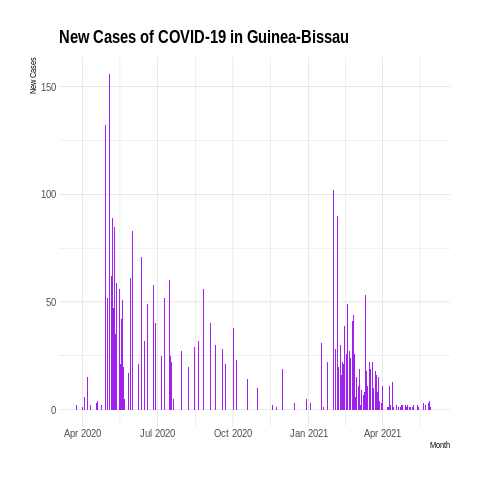 New Cases of COVID-19 in Guinea-Bissau
New Cases
150
100
50
0
Apr 2020 Jul 2020 Oct 2020 Jan 2021 Apr 2021
Month